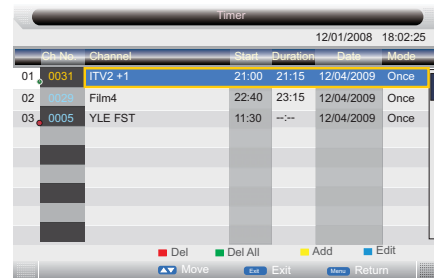 Timer
12/01/2008 18:02:25
Ch No. Channel Start Duration Date Mode
01 0031 ITV2 +1 21:00 21:15 12/04/2009 Once
02 0029 Film4 22:40 23:15 12/04/2009 Once
03 0005 YLE FST 11:30 --:-- 12/04/2009 Once
Del Del All Add Edit
Move Exit Exit Menu Return